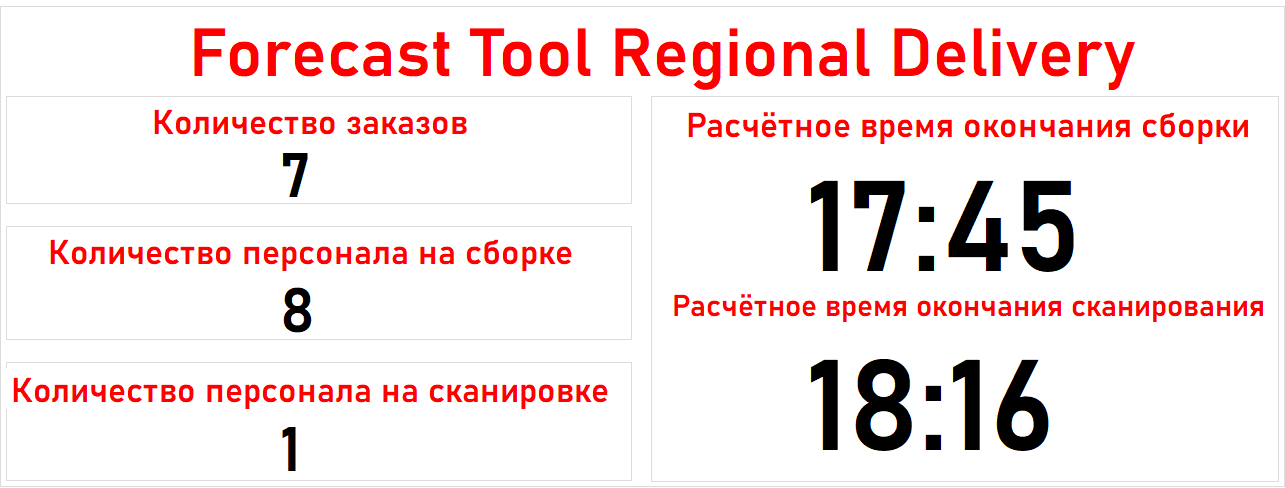 Forecast Tool Regional Delivery
Количество заказов
7
Количество персонала на сборке
8
Количество персонала на сканировке
1
Расчётное время окончания сборки
17:45
Расчётное время окончания сканирования
18:16